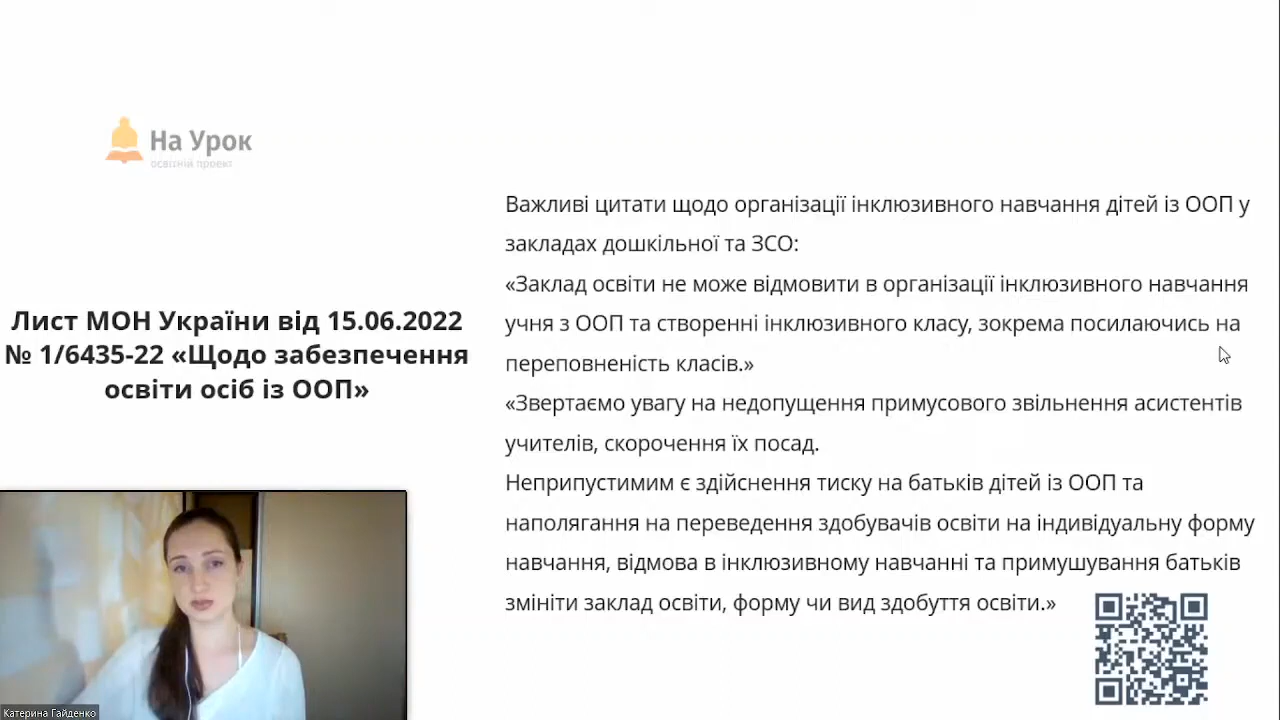 На Урок
освітній проект
Лист МОН України від 15.06.2022
№ 1/6435-22 «Щодо забезпечення
освіти осіб із ООП»
Важливі цитати щодо організації інклюзивного навчання дітей із ООП у
закладах дошкільної та ЗСО:
«Заклад освіти не може відмовити в організації інклюзивного навчання
учня з ООП та створенні інклюзивного класу, зокрема посилаючись на
переповненість класів.»
«Звертаємо увагу на недопущення примусового звільнення асистентів
учителів, скорочення їх посад.
Неприпустимим є здійснення тиску на батьків дітей із ООП та
наполягання на переведення здобувачів освіти на індивідуальну форму
навчання, відмова в інклюзивному навчанні та примушування батьків
змініти заклад освіти, форму чи вид здобуття освіти.»
Катерина Гайденко